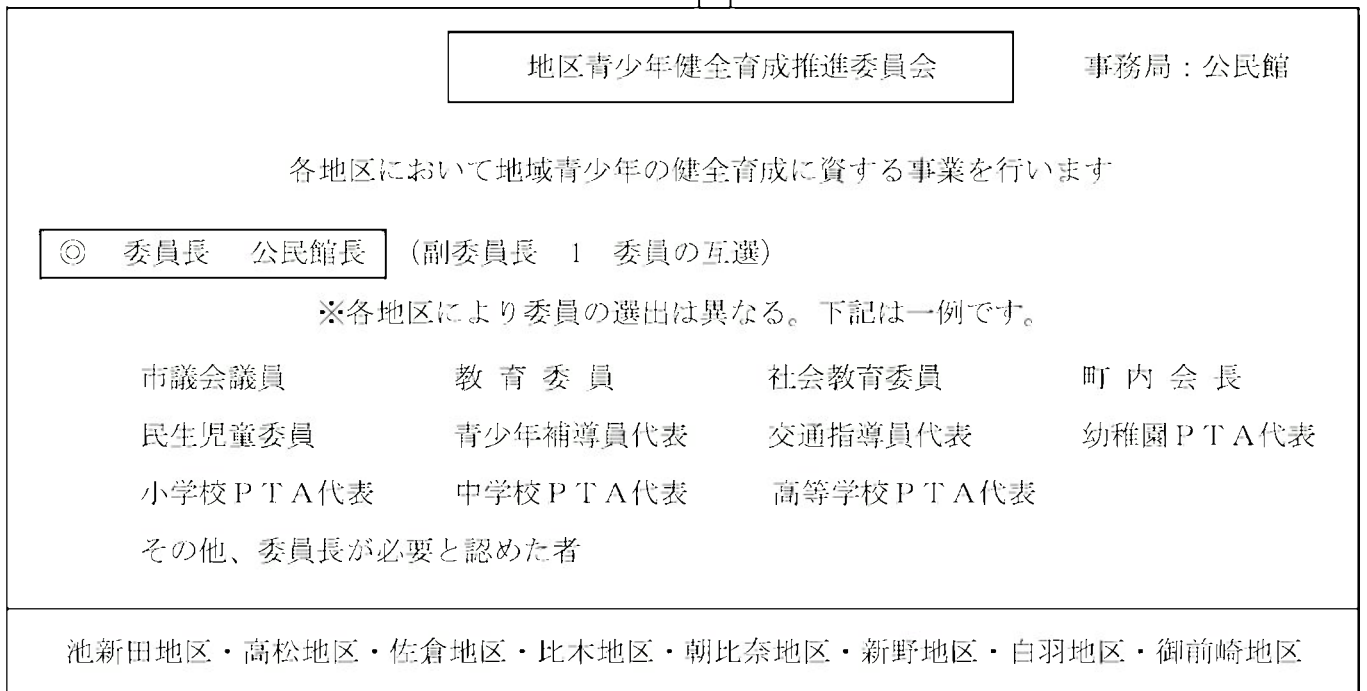 地区青少年健全育成推進委員会　　事務局：公民館
各地区において地域青少年の健全育成に資する事業を行います
◎　委員長　公民館長　（副委員長　1　委員の互選）
※各地区により委員の選出は異なる。下記は一例です。
市議会議員　　教 育 委 員　　社会教育委員　　町 内 会 長
民生児童委員　　青少年補導員代表　　交通指導員代表　　幼稚園ＰＴＡ代表
小学校ＰＴＡ代表　　中学校ＰＴＡ代表　　高等学校ＰＴＡ代表
その他、委員長が必要と認めた者
池新田地区・高松地区・佐倉地区・比木地区・朝比奈地区・新野地区・白羽地区・御前崎地区